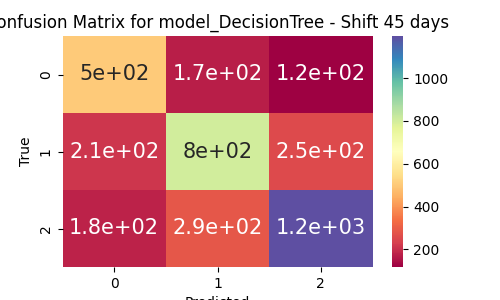 onfusion Matrix for model_DecisionTree - Shift 45 days
0 5e+02 1.7e+02 1.2e+02
1 2.1e+02 8e+02 2.5e+02
2 1.8e+02 2.9e+02 1.2e+03
True
0 1 2
Predicted
1000
800
600
400
200